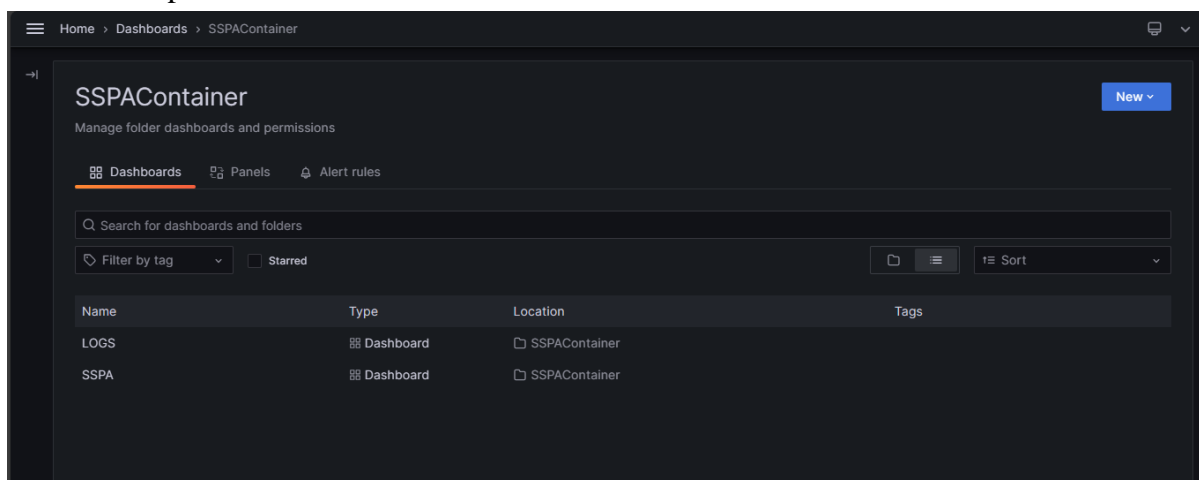 Home › Dashboards › SSPAContainer
SSPAContainer
New
Manage folder dashboards and permissions
Dashboards Panels Alert rules
Search for dashboards and folders
Filter by tag Starred Sort
Name Type Location Tags
LOGS Dashboard SSPAContainer
SSPA Dashboard SSPAContainer